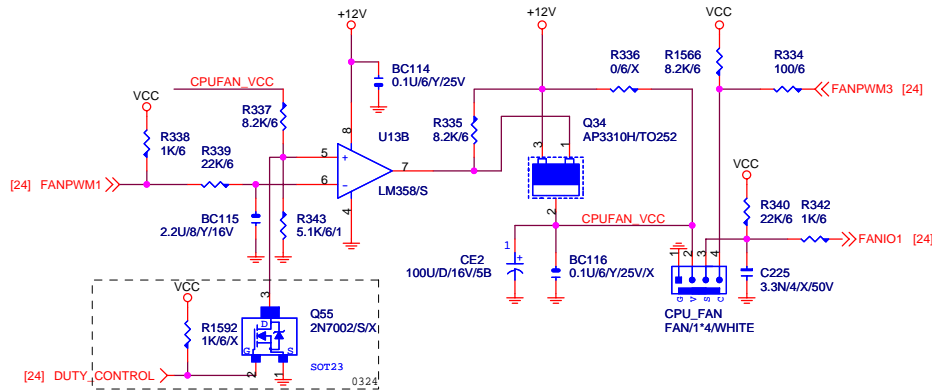 +12V
+12V
VCC
CPUFAN_VCC
BC114
0.1U/6/Y/25V
R336
0/6/X
R1566
8.2K/6
R334
100/6
FANPWM3 [24]
VCC
R337
8.2K/6
R338
1K/6
R339
22K/6
8
U13B
R335
8.2K/6
Q34
AP3310H/TO252
3
1
5
+
7
6
-
LM358/S
4
[24] FANPWM1
VCC
BC115
2.2U/8/Y/16V
R343
5.1K/6/1
2
CPUFAN_VCC
R340
22K/6
R342
1K/6
FANIO1 [24]
1
+
CE2
100U/D/16V/5B
BC116
0.1U/6/Y/25V/X
1
2
3
4
G
V
S
C
C225
3.3N/4/X/50V
CPU_FAN
FAN/1*4/WHITE
VCC
3
Q55
2N7002/S/X
R1592
1K/6/X
D
G
S
SOT23
2
1
[24] DUTY_CONTROL
0324